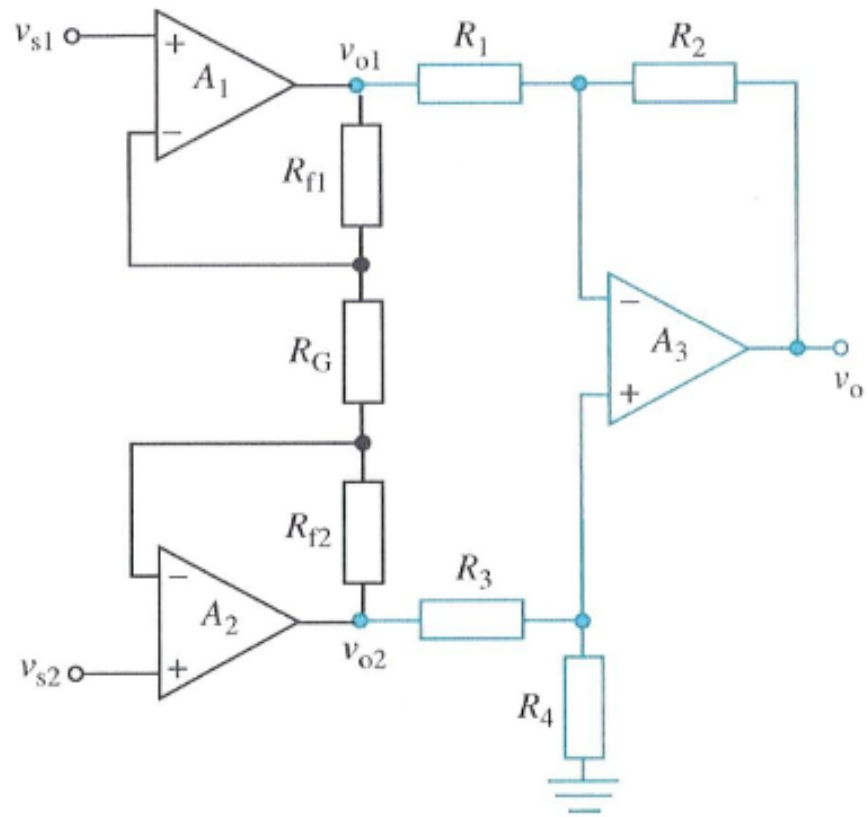 v_s1
+
A_1
−
v_o1
R_1
R_2
R_f1
R_G
−
A_3
+
v_o
R_f2
−
A_2
+
v_s2
v_o2
R_3
R_4